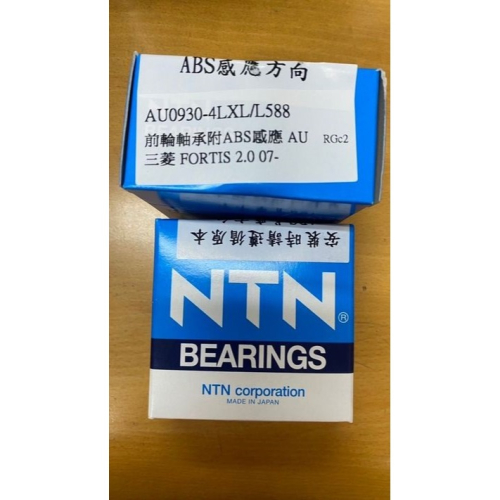 ABS感應方向
AU0930-4LXL/L588
前輪軸承附ABS感應 AU RGc2
三菱 FORTIS 2.0 07-
安裝時請遵循原本
NTN®
BEARINGS
NTN corporation
MADE IN JAPAN